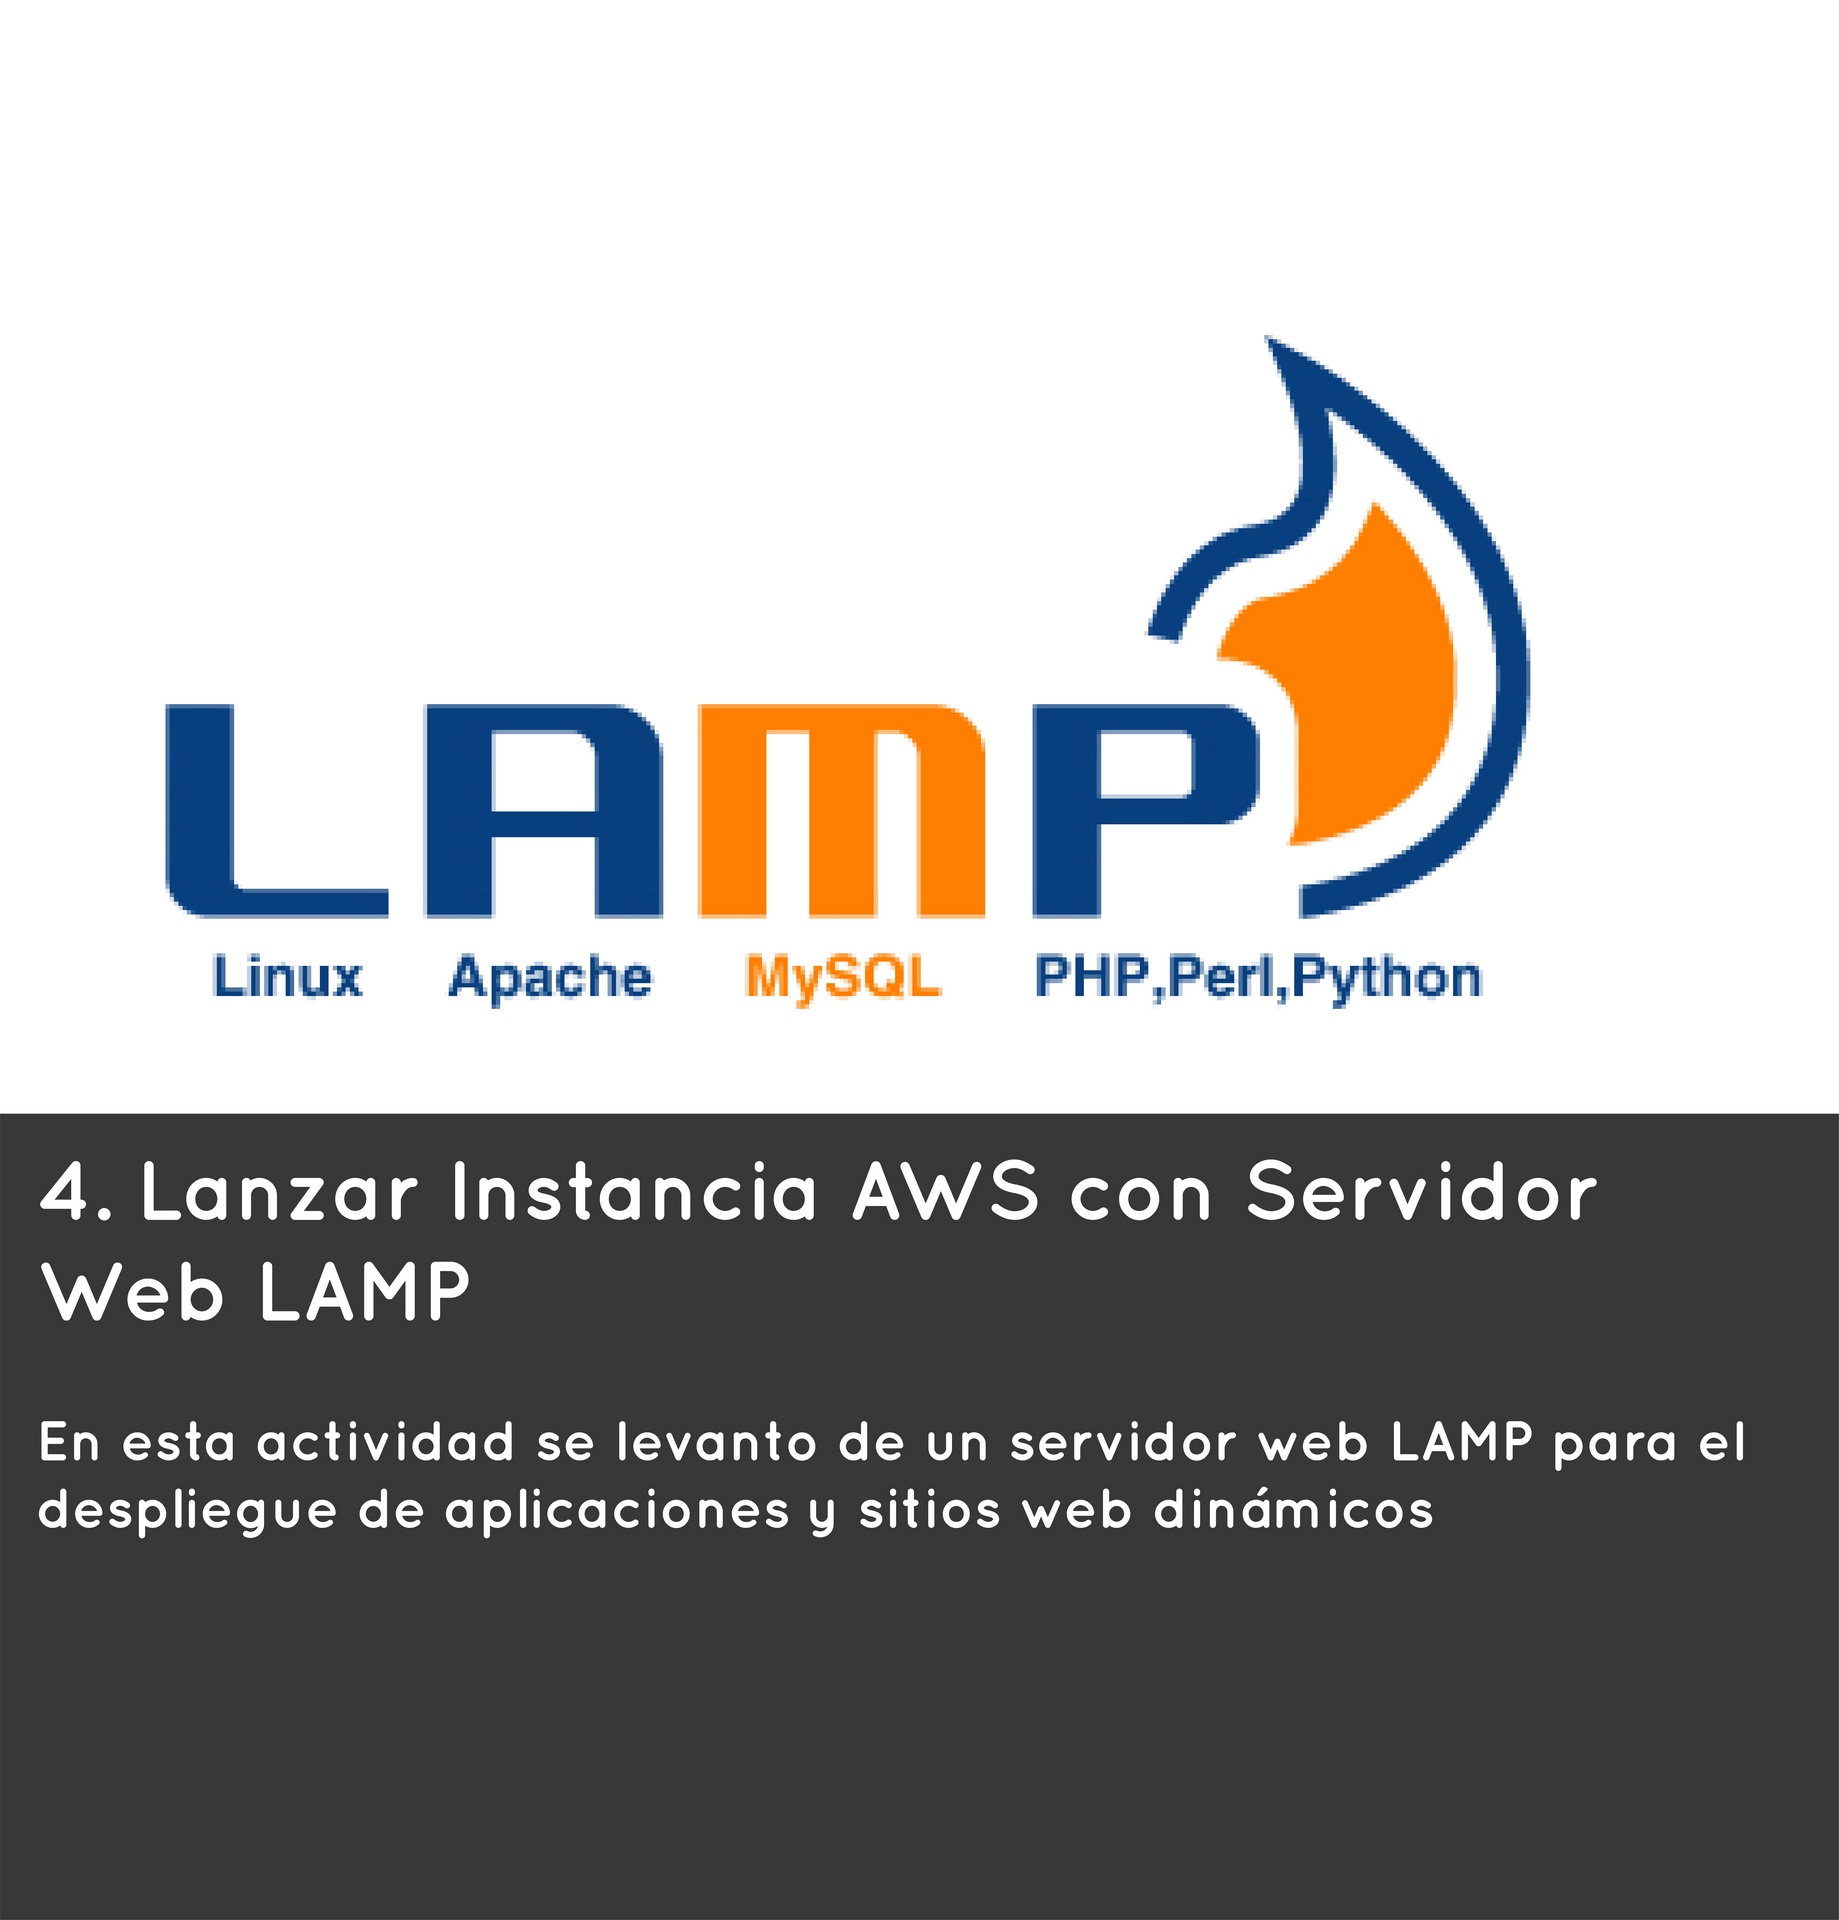 LAMP
Linux Apache MySQL PHP,Perl,Python
4. Lanzar Instancia AWS con Servidor
Web LAMP
En esta actividad se levanto de un servidor web LAMP para el
despliegue de aplicaciones y sitios web dinámicos